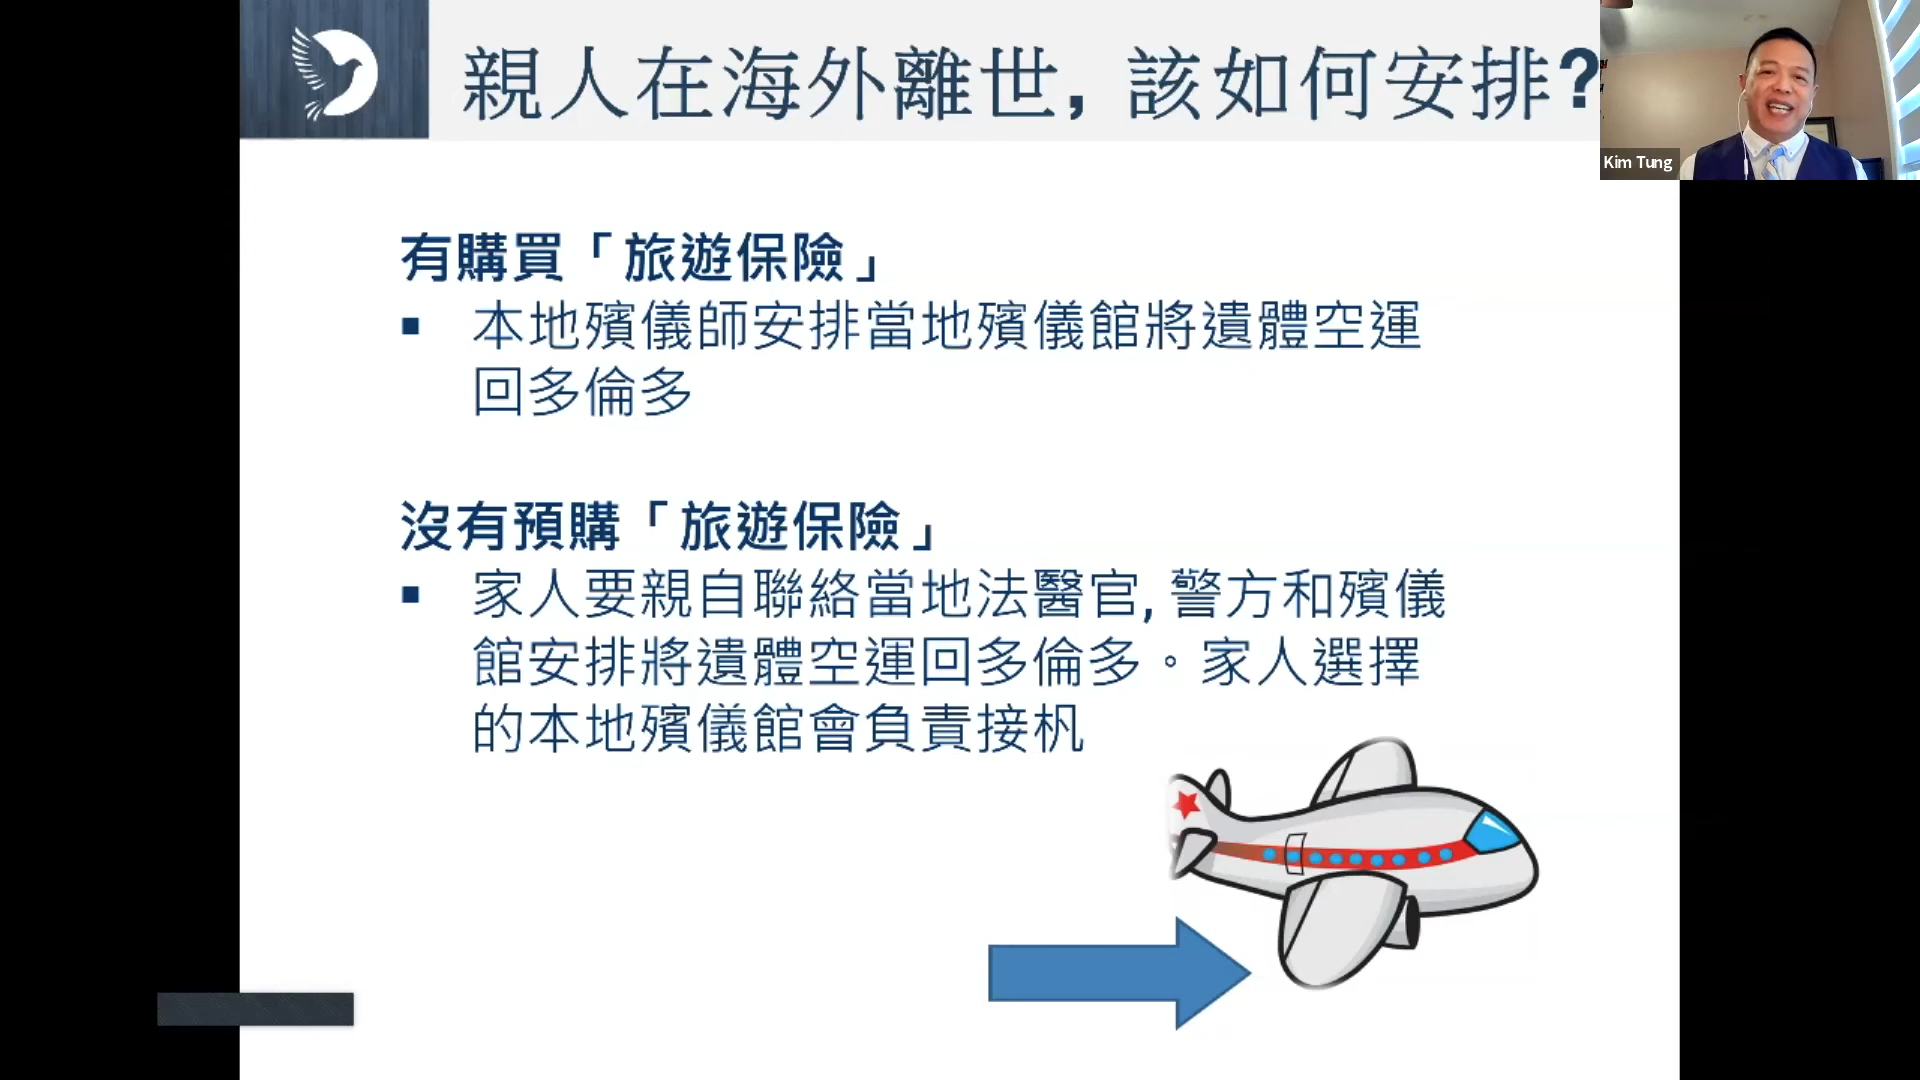 親人在海外離世, 該如何安排?
Kim Tung
有購買「旅遊保險」
▪ 本地殯儀師安排當地殯儀館將遺體空運
回多倫多
沒有預購「旅遊保險」
▪ 家人要親自聯絡當地法醫官, 警方和殯儀
館安排將遺體空運回多倫多。家人選擇
的本地殯儀館會負責接机